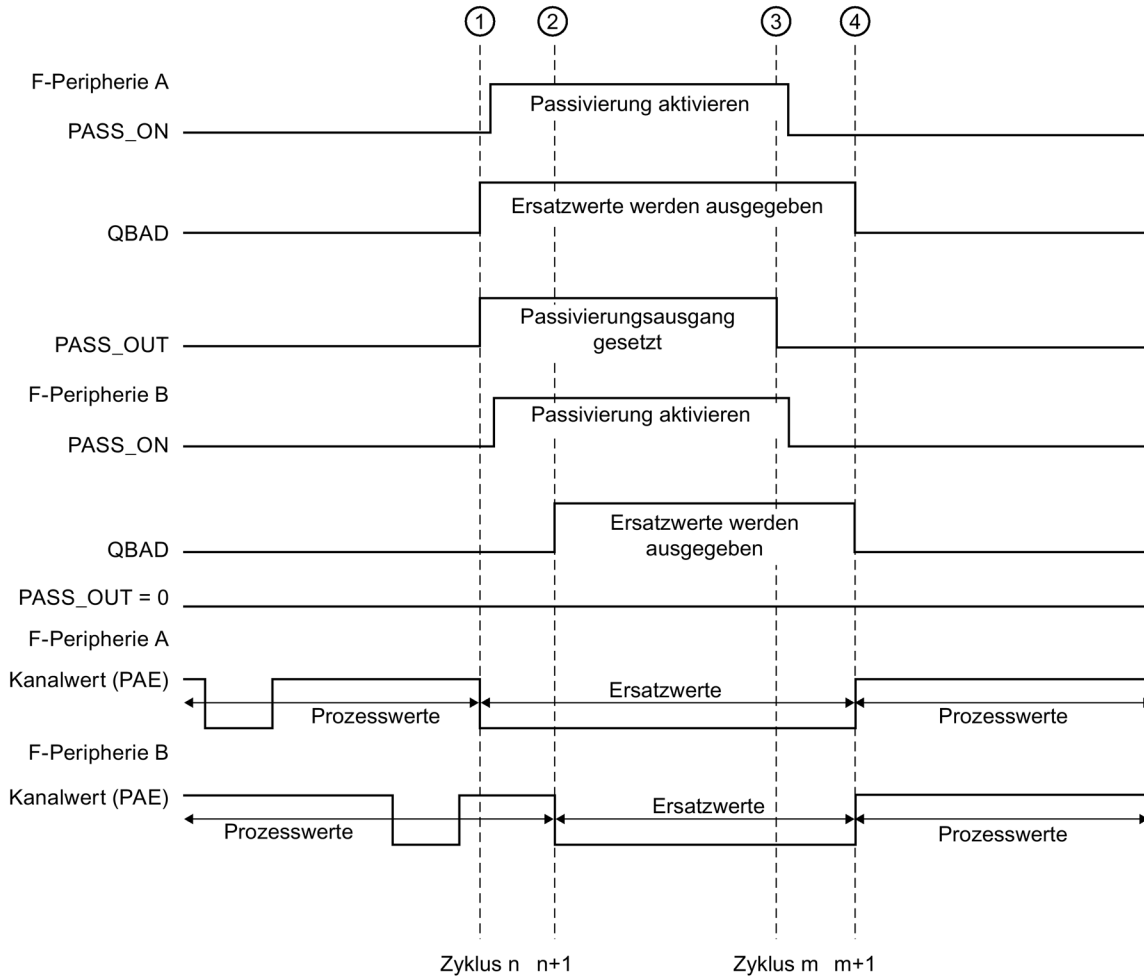 ① ② ③ ④
F-Peripherie A
Passivierung aktivieren
PASS_ON
Ersatzwerte werden ausgegeben
QBAD
Passivierungsausgang
gesetzt
PASS_OUT
F-Peripherie B
Passivierung aktivieren
PASS_ON
Ersatzwerte werden
ausgegeben
QBAD
PASS_OUT = 0
F-Peripherie A
Kanalwert (PAE)
Ersatzwerte
Prozesswerte
Prozesswerte
F-Peripherie B
Kanalwert (PAE)
Ersatzwerte
Prozesswerte
Prozesswerte
Zyklus n n+1 Zyklus m m+1